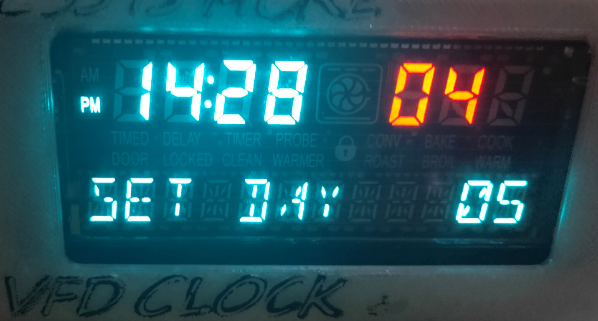 AM
PM 14:28 04
TIMED DELAY TIMER PROBE CONV BAKE COOK
DOOR LOCKED CLEAN WARMER ROAST BROIL WARM
SET DAY 05
VFD CLOCK